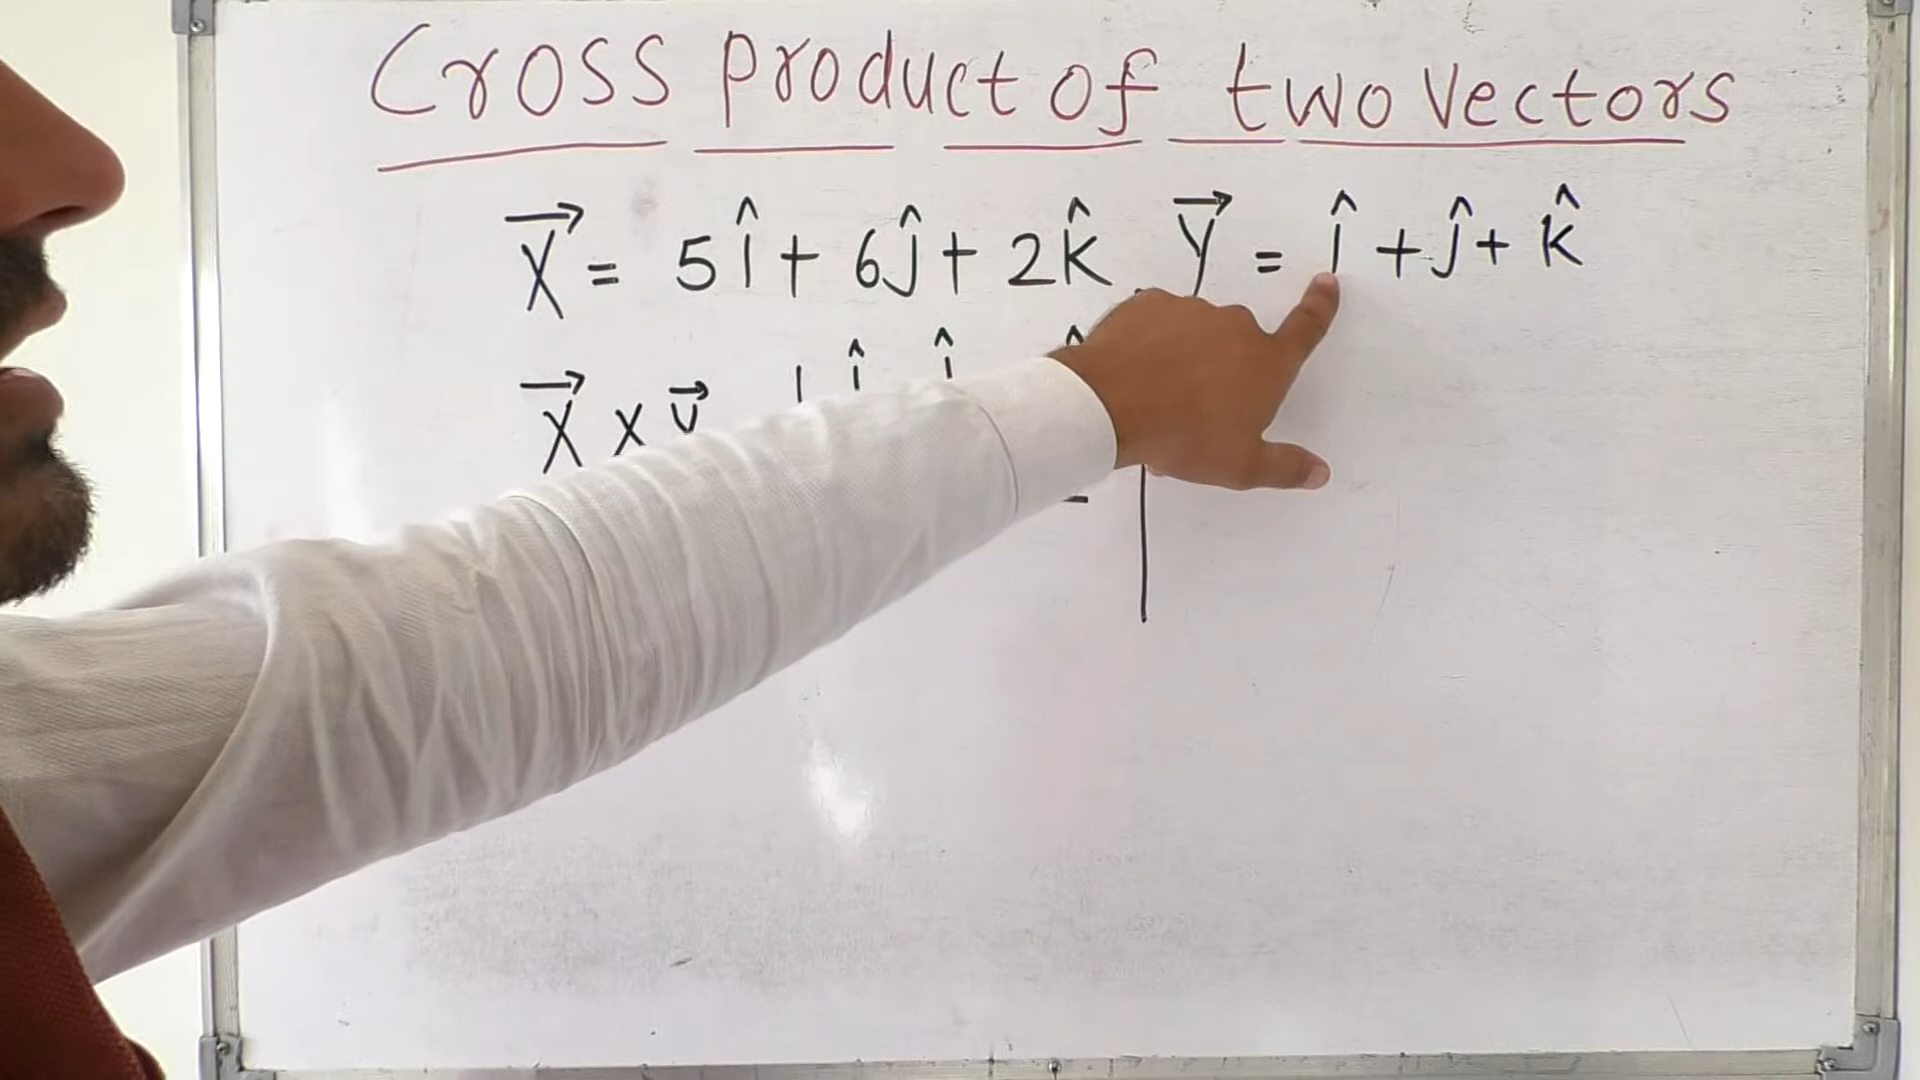 Cross product of two vectors
X⃗ = 5î + 6ĵ + 2k̂ Y⃗ = î + ĵ + k̂
X⃗ x